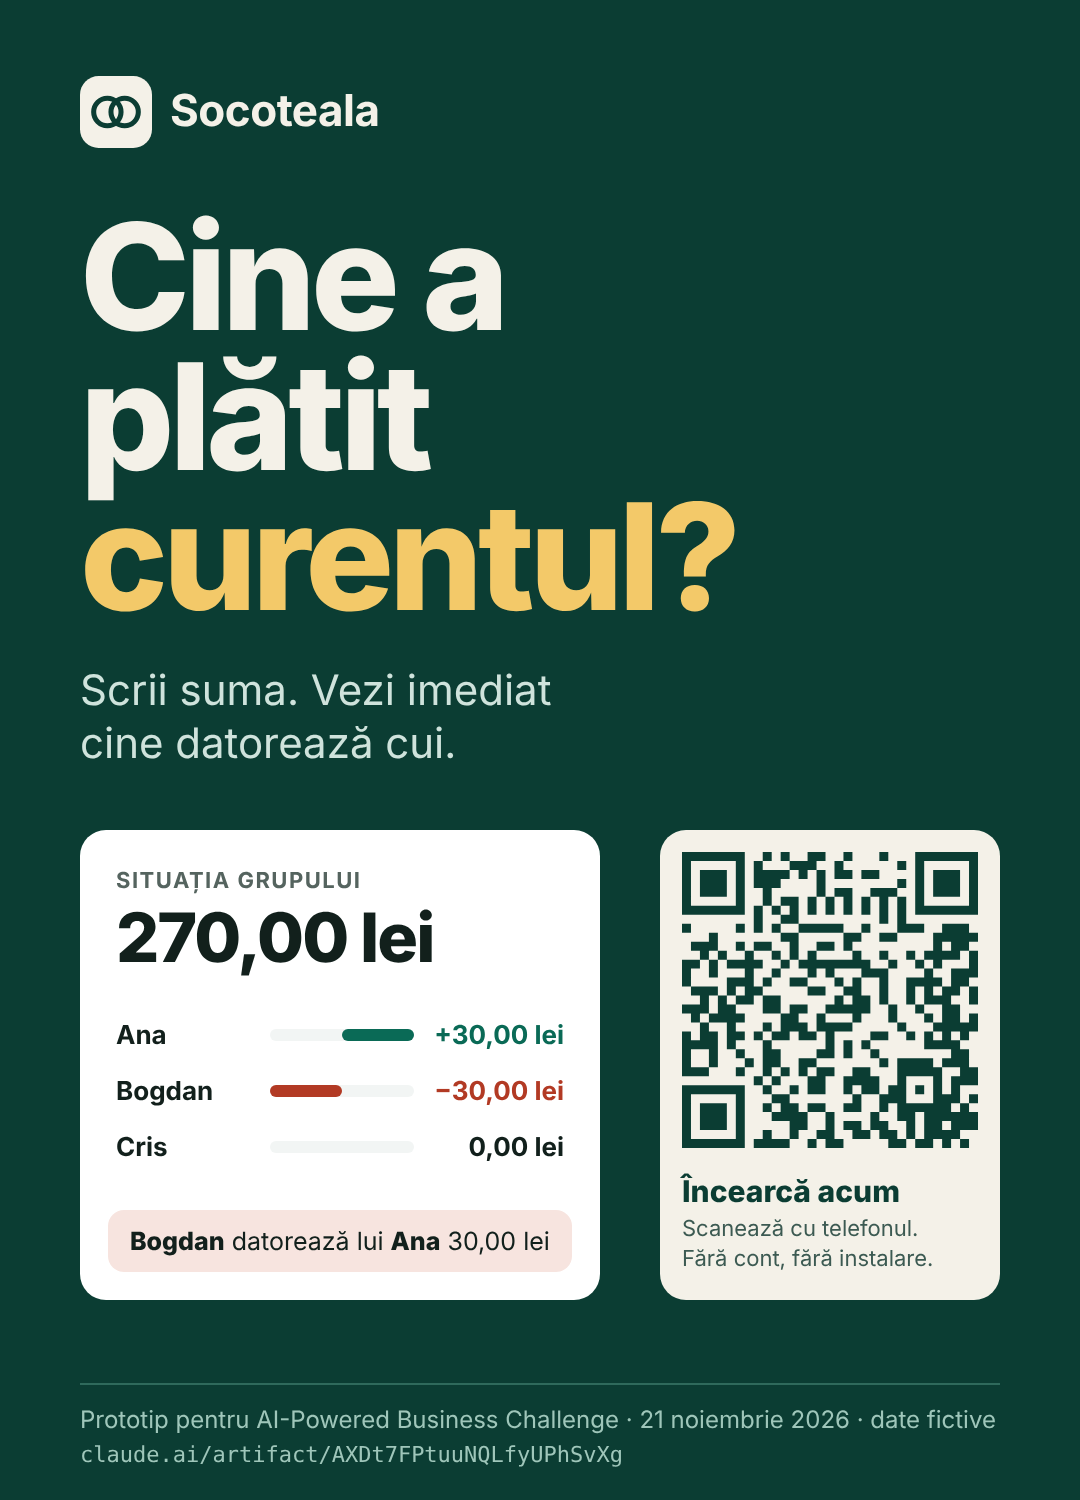 Socoteala
Cine a
plătit
curentul?
Scrii suma. Vezi imediat
cine datorează cui.
SITUAȚIA GRUPULUI
270,00 lei
Ana +30,00 lei
Bogdan −30,00 lei
Cris 0,00 lei
Bogdan datorează lui Ana 30,00 lei
Încearcă acum
Scanează cu telefonul.
Fără cont, fără instalare.
Prototip pentru AI-Powered Business Challenge · 21 noiembrie 2026 · date fictive
claude.ai/artifact/AXDt7FPtuuNQLfyUPhSvXg